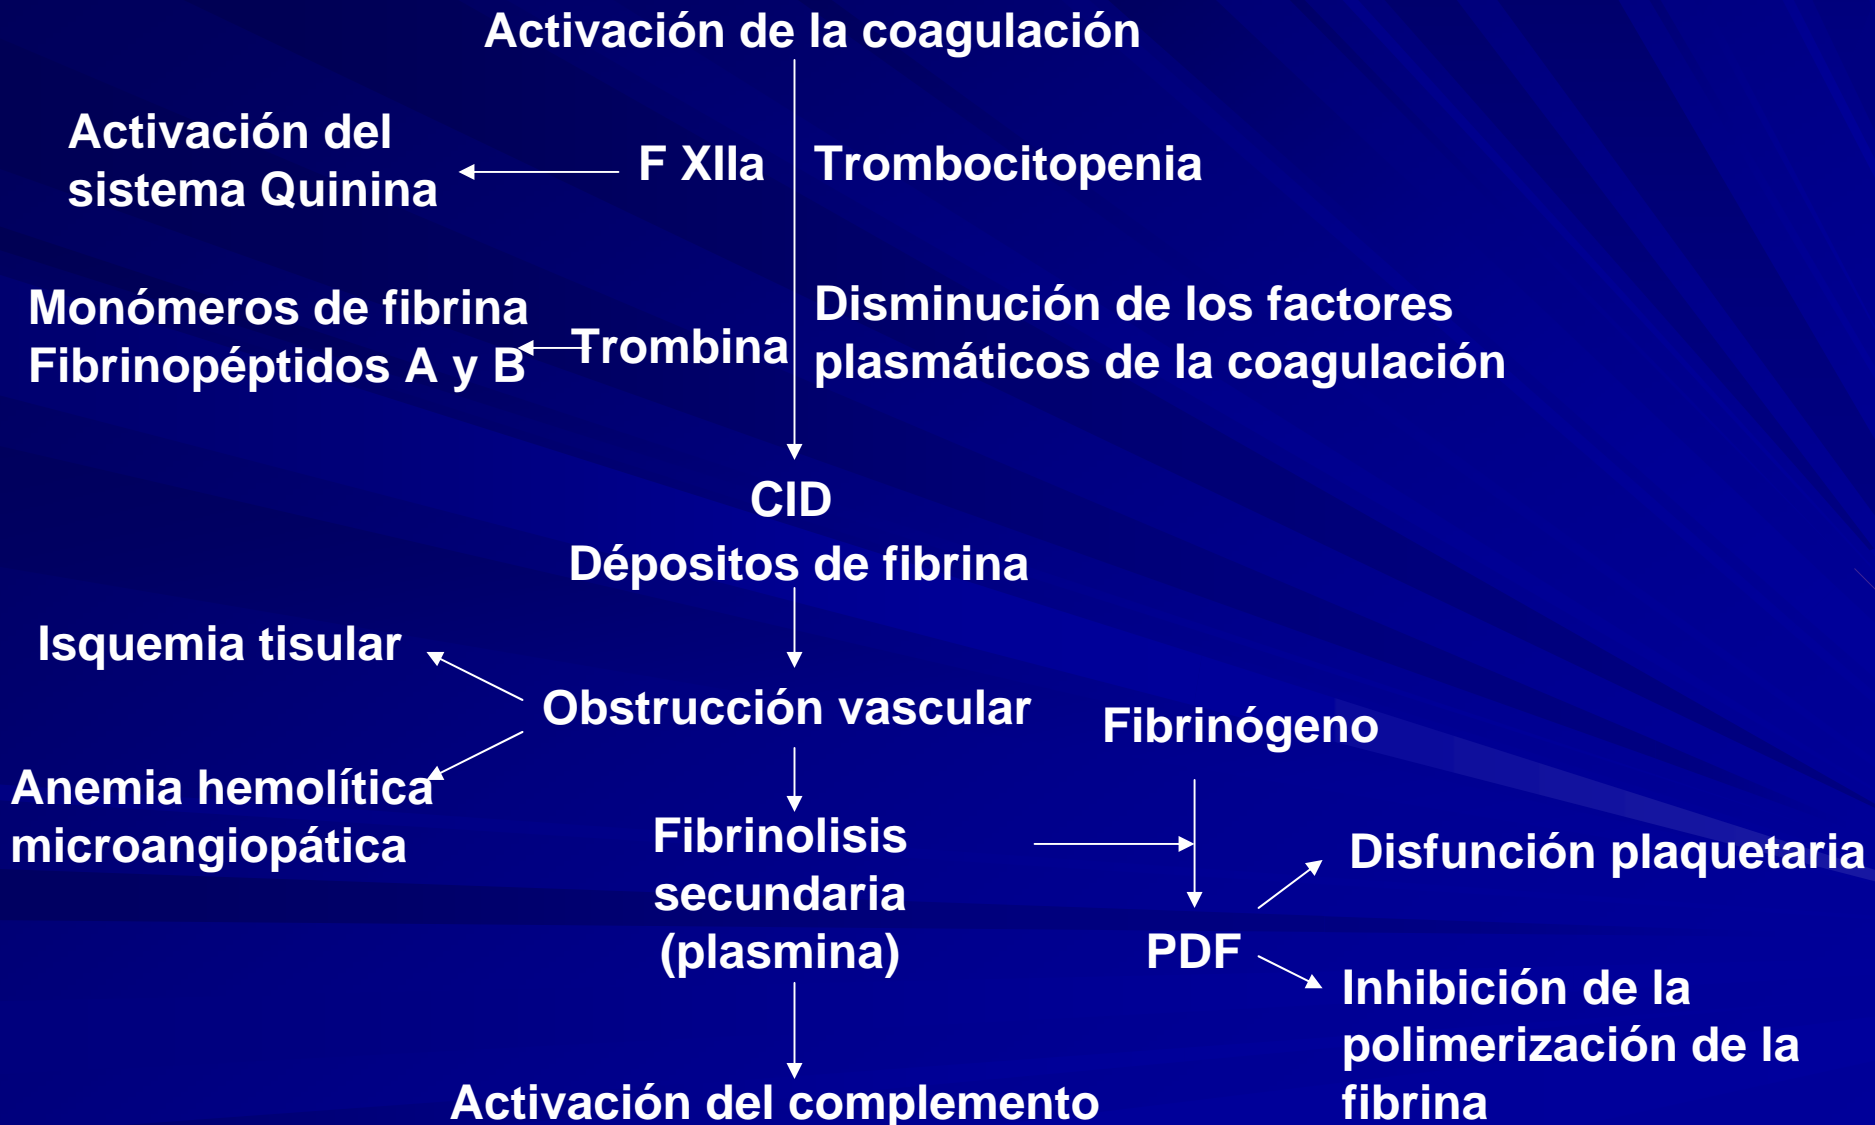 Activación de la coagulación
Activación del
sistema Quinina
F XIIa
Trombocitopenia
Monómeros de fibrina
Fibrinopéptidos A y B
Trombina
Disminución de los factores
plasmáticos de la coagulación
CID
Dépositos de fibrina
Isquemia tisular
Obstrucción vascular
Fibrinógeno
Anemia hemolítica
microangiopática
Fibrinolisis
secundaria
(plasmina)
Disfunción plaquetaria
PDF
Inhibición de la
polimerización de la
fibrina
Activación del complemento